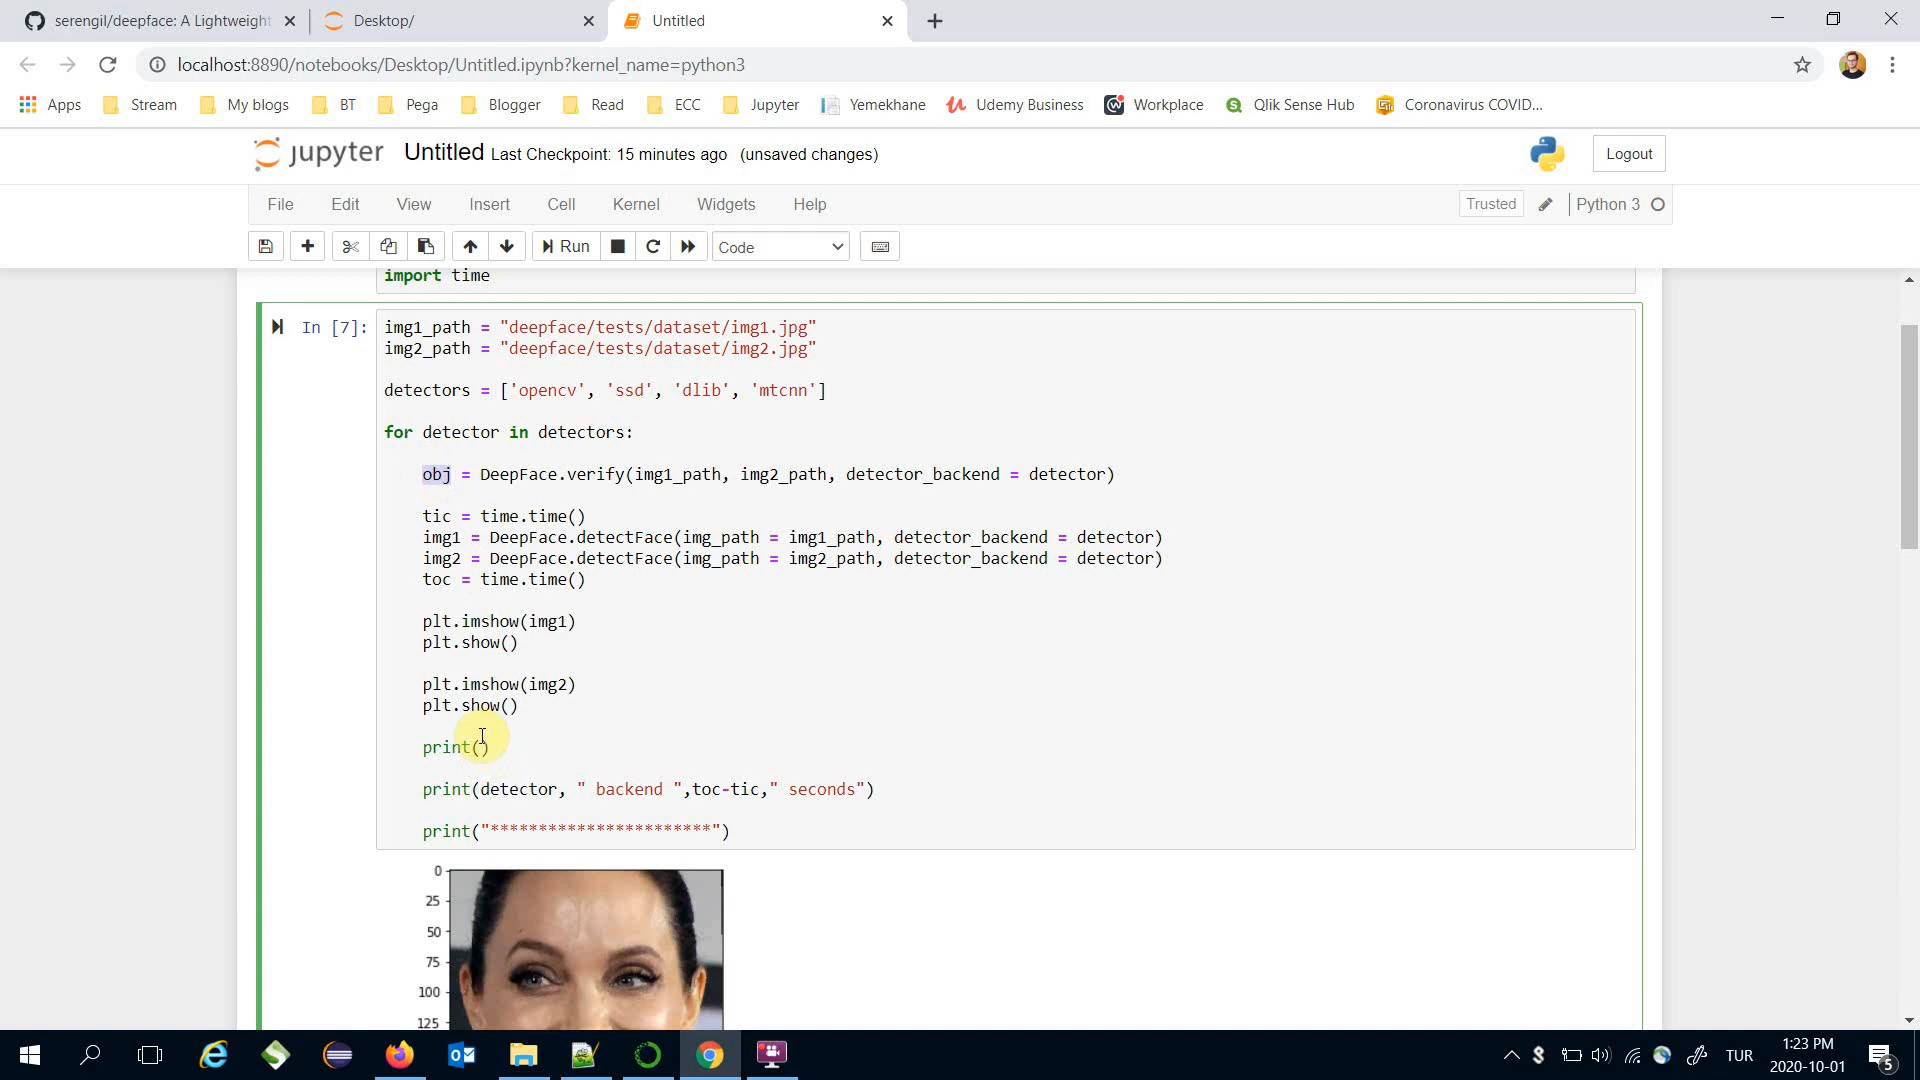 serengil/deepface: A Lightweight
Desktop/
Untitled
localhost:8890/notebooks/Desktop/Untitled.ipynb?kernel_name=python3
Apps Stream My blogs BT Pega Blogger Read ECC Jupyter Yemekhane Udemy Business Workplace Qlik Sense Hub Coronavirus COVID...
jupyter Untitled Last Checkpoint: 15 minutes ago (unsaved changes) Logout
File Edit View Insert Cell Kernel Widgets Help Trusted Python 3
Run Code
import time
In [7]: img1_path = "deepface/tests/dataset/img1.jpg"
img2_path = "deepface/tests/dataset/img2.jpg"
detectors = ['opencv', 'ssd', 'dlib', 'mtcnn']
for detector in detectors:
obj = DeepFace.verify(img1_path, img2_path, detector_backend = detector)
tic = time.time()
img1 = DeepFace.detectFace(img_path = img1_path, detector_backend = detector)
img2 = DeepFace.detectFace(img_path = img2_path, detector_backend = detector)
toc = time.time()
plt.imshow(img1)
plt.show()
plt.imshow(img2)
plt.show()
print()
print(detector, " backend ",toc-tic," seconds")
print("***********************")
0
25
50
75
100
125
TUR
1:23 PM
2020-10-01
5